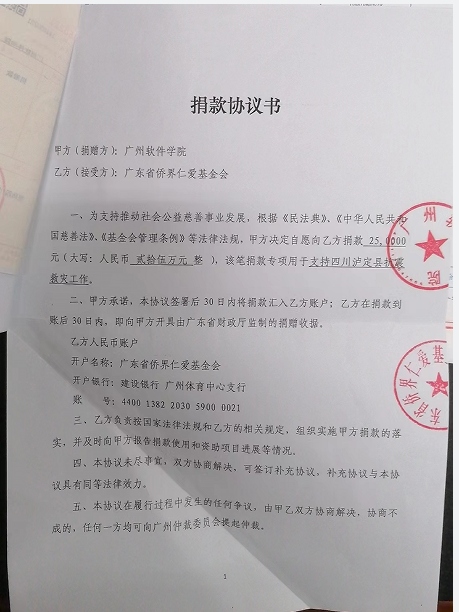 捐款协议书
甲方（捐赠方）：广州软件学院
乙方（接受方）：广东省侨界仁爱基金会
一、为支持推动社会公益慈善事业发展，根据《民法典》、《中华人民共和
国慈善法》、《基金会管理条例》等法律法规，甲方决定自愿向乙方捐款 25,0000
元（大写：人民币 贰拾伍万元 整 ），该笔捐款专项用于支持四川泸定县抗震
救灾工作。
二、甲方承诺，本协议签署后 30 日内将捐款汇入乙方账户；乙方在捐款到
账后 30 日内，即向甲方开具由广东省财政厅监制的捐赠收据。
乙方人民币账户
开户名称：广东省侨界仁爱基金会
开户银行：建设银行 广州体育中心支行
账 号：4400 1382 2030 5900 0021
三、乙方负责按国家法律法规和乙方的相关规定，组织实施甲方捐款的落
实，并及时向甲方报告捐款使用和资助项目进展等情况。
四、本协议未尽事宜，双方协商解决，可签订补充协议，补充协议与本协
议具有同等法律效力。
五、本协议在履行过程中发生的任何争议，由甲乙双方协商解决，协商不
成的，任何一方均可向广州仲裁委员会提起仲裁。
广州
院
东省侨界仁爱基